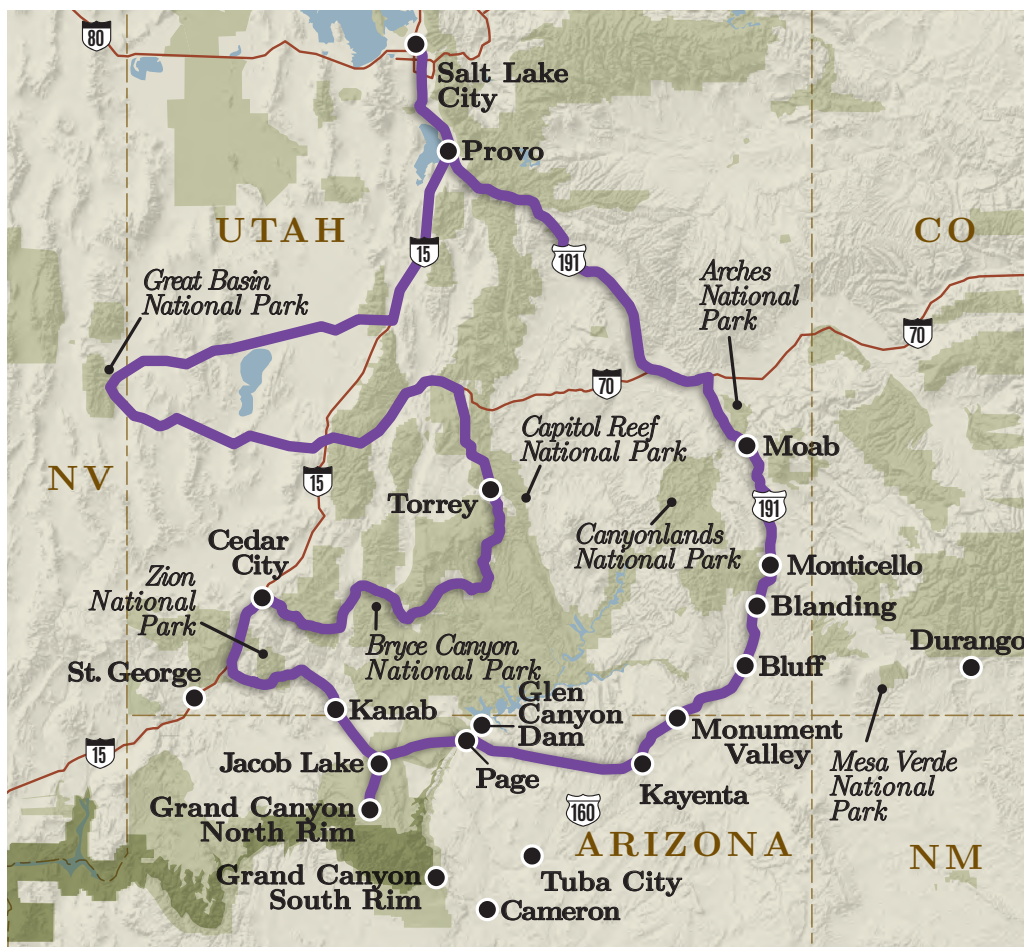 80
Salt Lake
City
Provo
UTAH
CO
15
191
Great Basin
National Park
Arches
National
Park
70
70
Capitol Reef
National Park
Moab
NV
15
Torrey
191
Canyonlands
National Park
Cedar
City
Monticello
Zion
National
Park
Blanding
Bryce Canyon
National Park
Durango
St. George
Bluff
Kanab
Glen
Canyon
Dam
Monument
Valley
15
Jacob Lake
Page
Mesa Verde
National
Park
Kayenta
Grand Canyon
North Rim
160
ARIZONA
NM
Grand Canyon
South Rim
Tuba City
Cameron